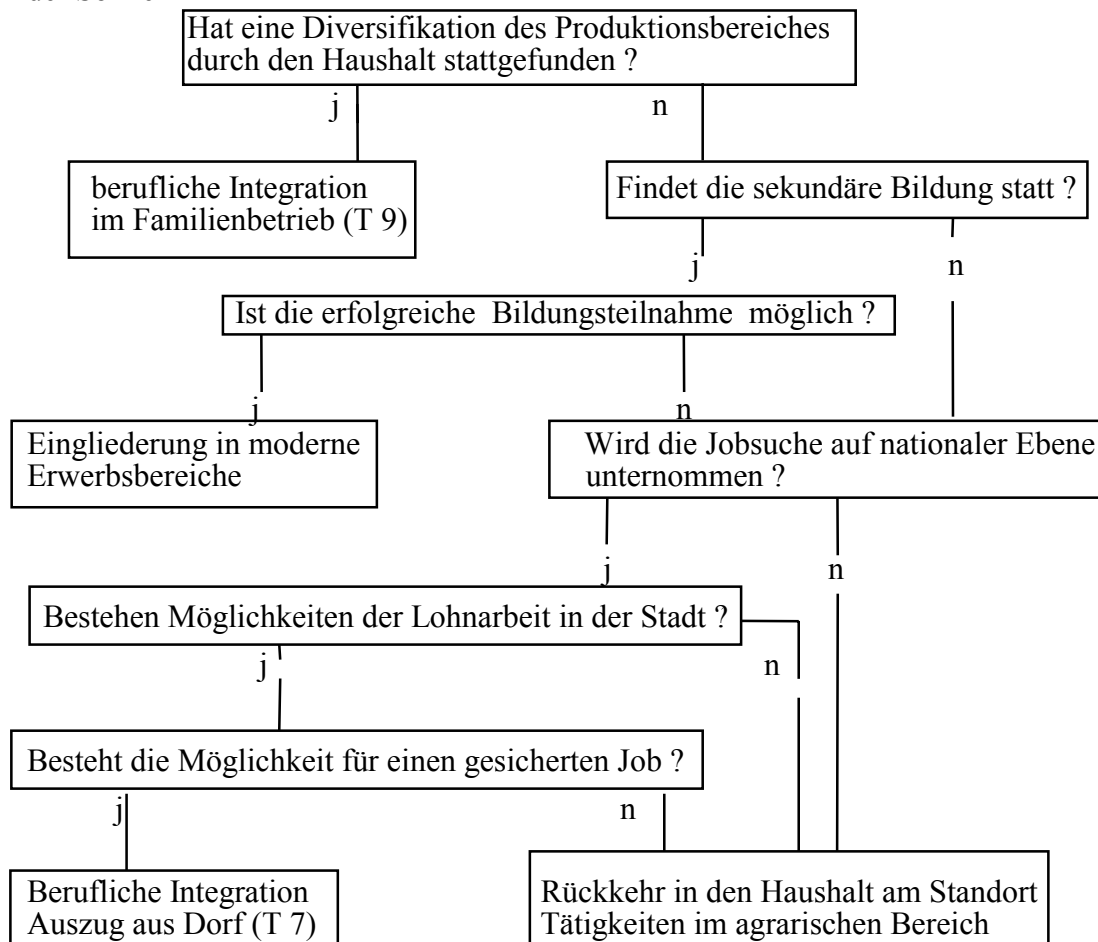 Hat eine Diversifikation des Produktionsbereiches
durch den Haushalt stattgefunden ?
j
n
berufliche Integration
im Familienbetrieb (T 9)
Findet die sekundäre Bildung statt ?
j
n
Ist die erfolgreiche Bildungsteilnahme möglich ?
j
n
Eingliederung in moderne
Erwerbsbereiche
Wird die Jobsuche auf nationaler Ebene
unternommen ?
j
n
Bestehen Möglichkeiten der Lohnarbeit in der Stadt ?
j
n
Besteht die Möglichkeit für einen gesicherten Job ?
j
n
Berufliche Integration
Auszug aus Dorf (T 7)
Rückkehr in den Haushalt am Standort
Tätigkeiten im agrarischen Bereich